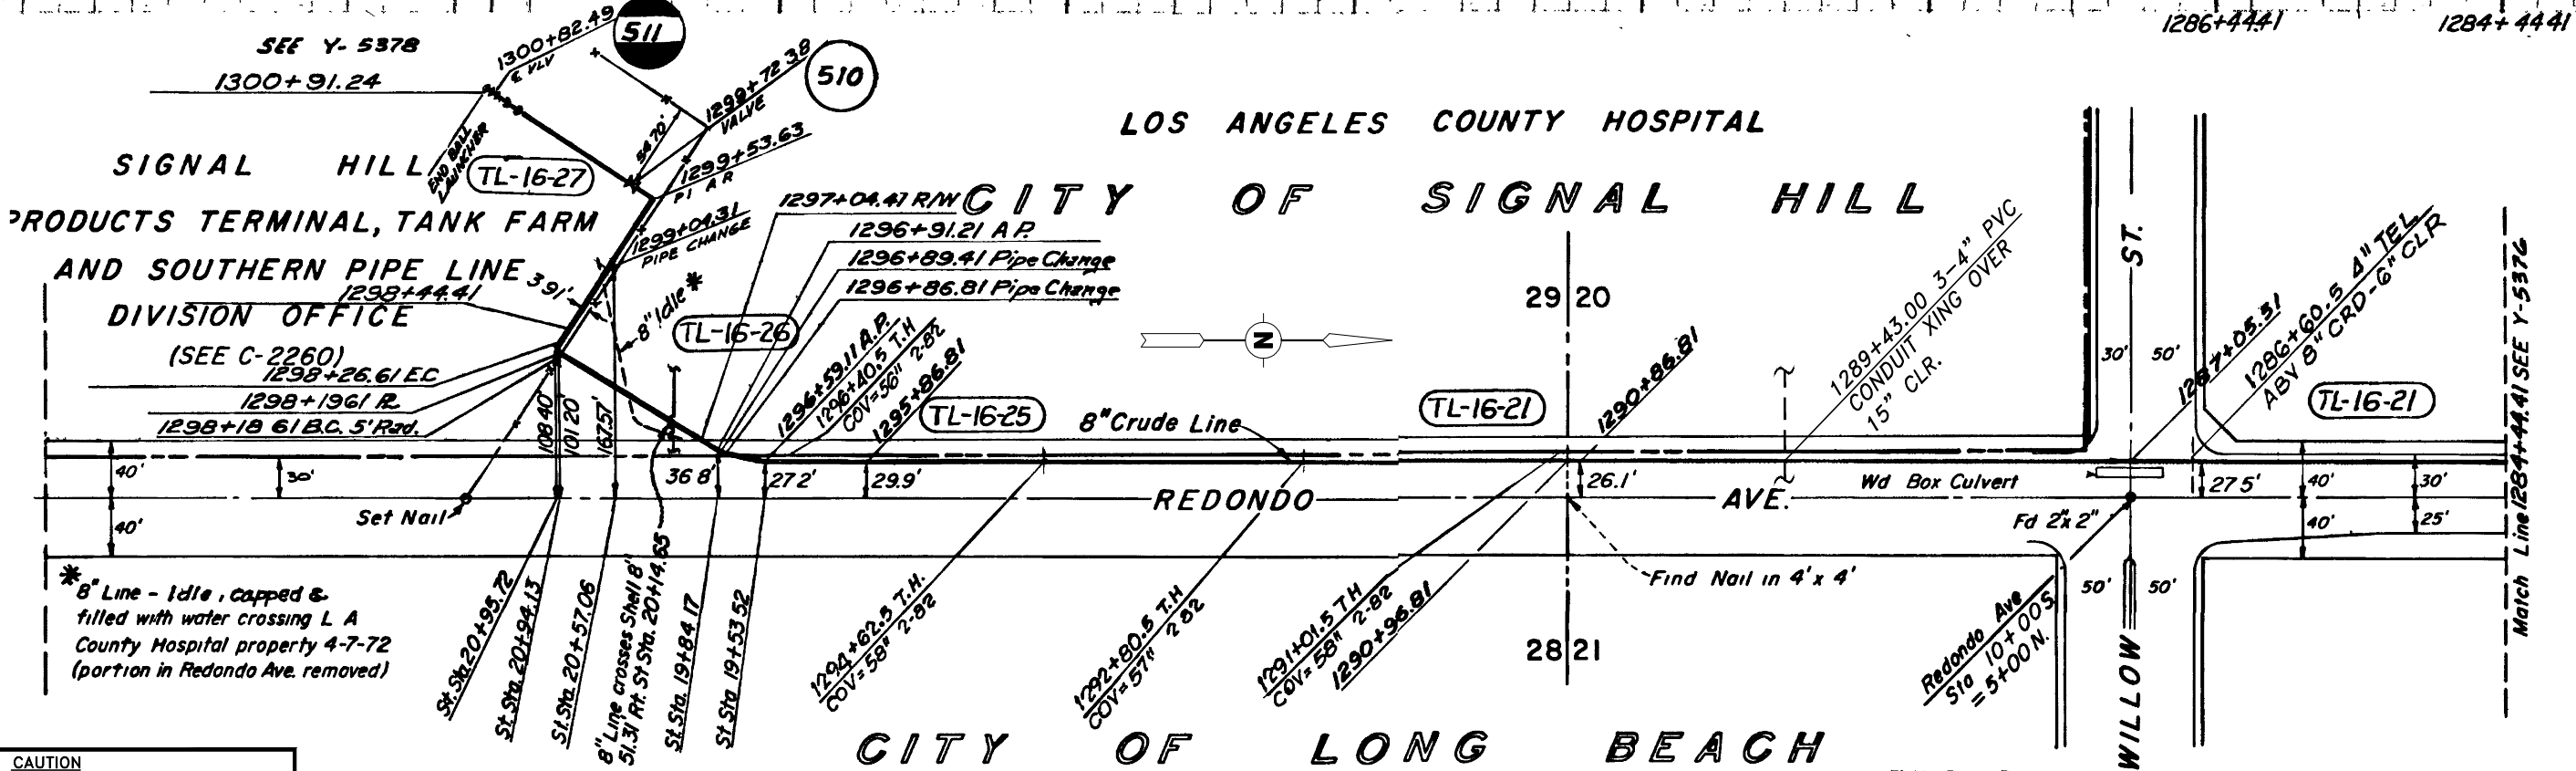 1286+44.41
1284+44.41
SEE Y-5378
1300+91.24
1300+82.49
℄ VLV
511
510
1299+72.38
VALVE
54.70'
END BALL
LAUNCHER
1299+53.63
PI AR
SIGNAL HILL
TL-16-27
PRODUCTS TERMINAL, TANK FARM
AND SOUTHERN PIPE LINE
DIVISION OFFICE
(SEE C-2260)
391'
1298+44.41
1298+26.61 E.C
1298+19.61 PL
1298+18 61 B.C. 5' Rad.
1299+04.31
PIPE CHANGE
8" Idle *
TL-16-26
1297+04.41 R/W
1296+91.21 A P.
1296+89.41 Pipe Change
1296+86.81 Pipe Change
LOS ANGELES COUNTY HOSPITAL
CITY OF SIGNAL HILL
N
29 20
1296+59.11 A.P.
1296+40.5 T.H
COV=56" 2-82
1295+86.81
TL-16-25
8" Crude Line
TL-16-21
1290+86.81
1289+43.00 3-4" PVC
CONDUIT XING OVER
15" CLR.
ST.
30' 50'
1287+05.31
1286+60.5 4" TEL
ABV 8" CRD-6" CLR
TL-16-21
Match Line 1284+44.41 SEE Y-5376
40'
30'
40'
108 40'
101 20'
167.57'
36 8'
27 2'
29.9'
26.1'
27 5'
40'
30'
40'
25'
Set Nail
REDONDO AVE.
Wd Box Culvert
Fd 2"x 2"
Find Nail in 4' x 4'
*
8" Line - Idle, capped &
filled with water crossing L A
County Hospital property 4-7-72
(portion in Redondo Ave. removed)
St. Sta. 20+95.72
St. Sta. 20+94.13
St. Sta. 20+57.06
8" Line crosses Shell 8"
51.31 Rt. St Sta. 20+14.65
St. Sta. 19+84 17
St Sta 19+53 52
1294+62.5 T.H.
COV=58" 2-82
1292+80.5 T.H
COV=57" 2 82
1291+01.5 TH
COV=58" 2-82
1290+96.81
28 21
Redondo Ave
Sta 10+00 S.
=5+00 N.
50' 50'
WILLOW
CITY OF LONG BEACH
CAUTION